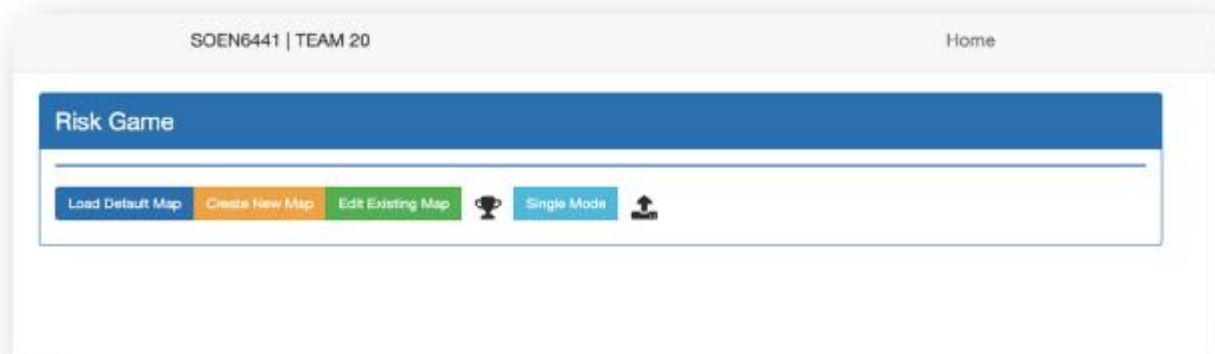 SOEN6441 | TEAM 20 Home
Risk Game
Load Default Map Create New Map Edit Existing Map Single Mode